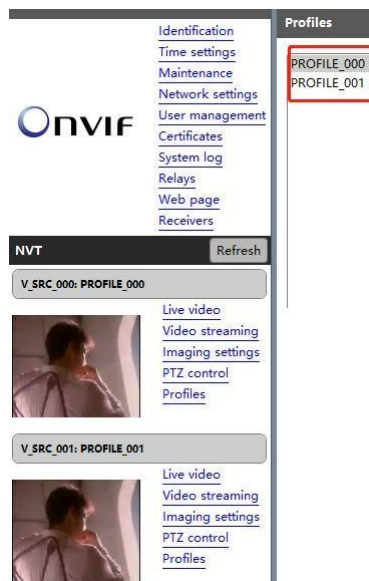 Identification
Time settings
Maintenance
Network settings
ONVIF
User management
Certificates
System log
Relays
Web page
Receivers
NVT
Refresh
V_SRC_000: PROFILE_000
Live video
Video streaming
Imaging settings
PTZ control
Profiles
V_SRC_001: PROFILE_001
Live video
Video streaming
Imaging settings
PTZ control
Profiles
Profiles
PROFILE_000
PROFILE_001